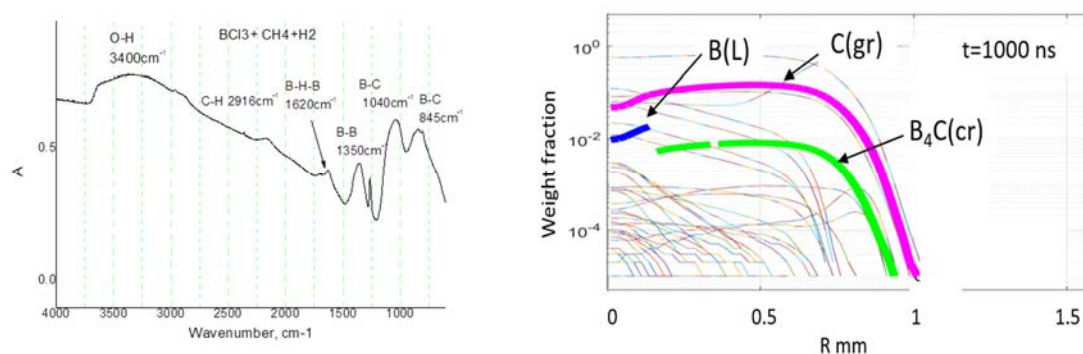 BCl3+ CH4+H2
O-H
3400cm-1
C-H 2916cm-1
B-H-B
1620cm-1
B-B
1350cm-1
B-C
1040cm-1
B-C
845cm-1
A
0.5
0.0
4000 3500 3000 2500 2000 1500 1000
Wavenumber, cm-1
B(L)
C(gr)
t=1000 ns
B₄C(cr)
Weight fraction
10⁰
10⁻²
10⁻⁴
0 0.5 1 1.5
R mm